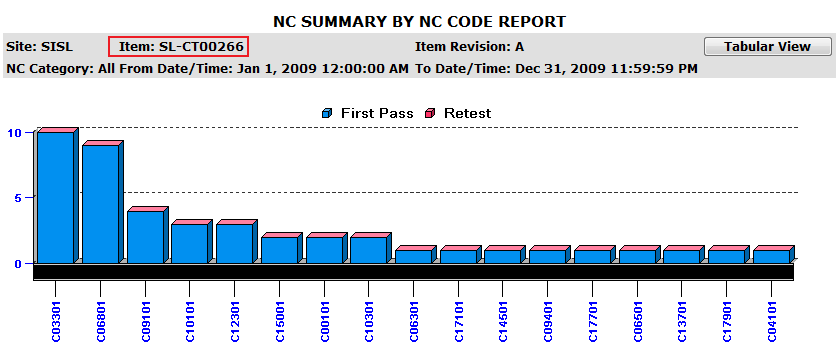 NC SUMMARY BY NC CODE REPORT
Site: SISL Item: SL-CT00266 Item Revision: A Tabular View
NC Category: All From Date/Time: Jan 1, 2009 12:00:00 AM To Date/Time: Dec 31, 2009 11:59:59 PM
First Pass Retest
10
5
0
C03301 C06801 C09101 C10101 C12301 C15001 C00101 C10301 C06301 C17101 C14501 C09401 C17701 C06501 C13701 C17901 C04101